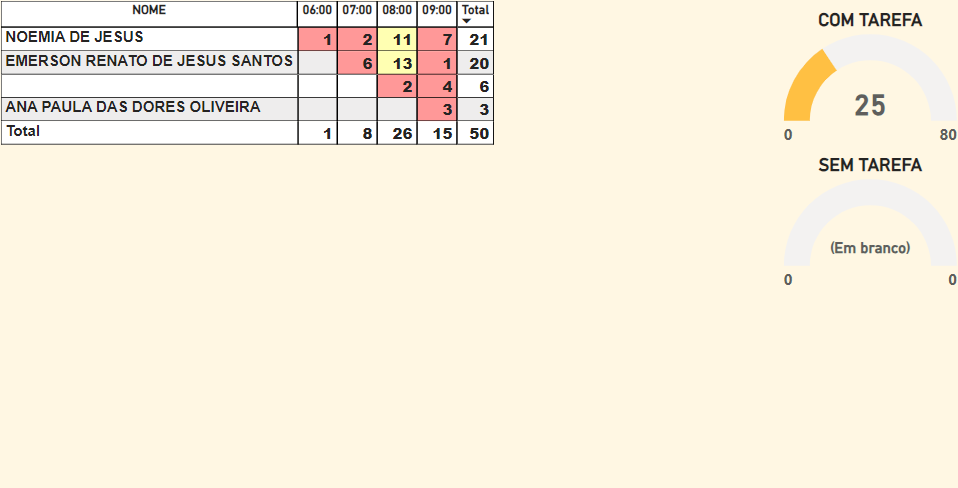 NOME 06:00 07:00 08:00 09:00 Total
NOEMIA DE JESUS 1 2 11 7 21
EMERSON RENATO DE JESUS SANTOS 6 13 1 20
2 4 6
ANA PAULA DAS DORES OLIVEIRA 3 3
Total 1 8 26 15 50
COM TAREFA
25
0 80
SEM TAREFA
(Em branco)
0 0